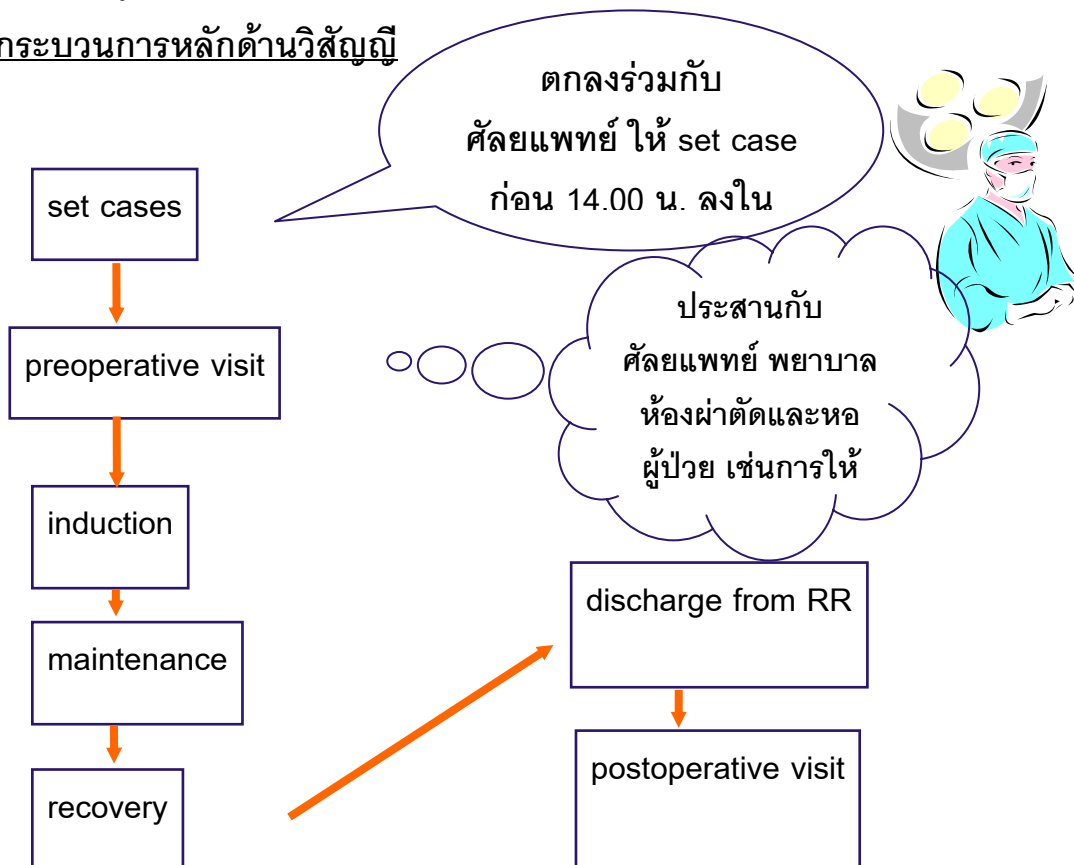 กระบวนการหลักด้านวิสัญญี
ตกลงร่วมกับ
ศัลยแพทย์ ให้ set case
ก่อน 14.00 น. ลงใน
set cases
ประสานกับ
ศัลยแพทย์ พยาบาล
ห้องผ่าตัดและหอ
ผู้ป่วย เช่นการให้
preoperative visit
induction
maintenance
recovery
discharge from RR
postoperative visit